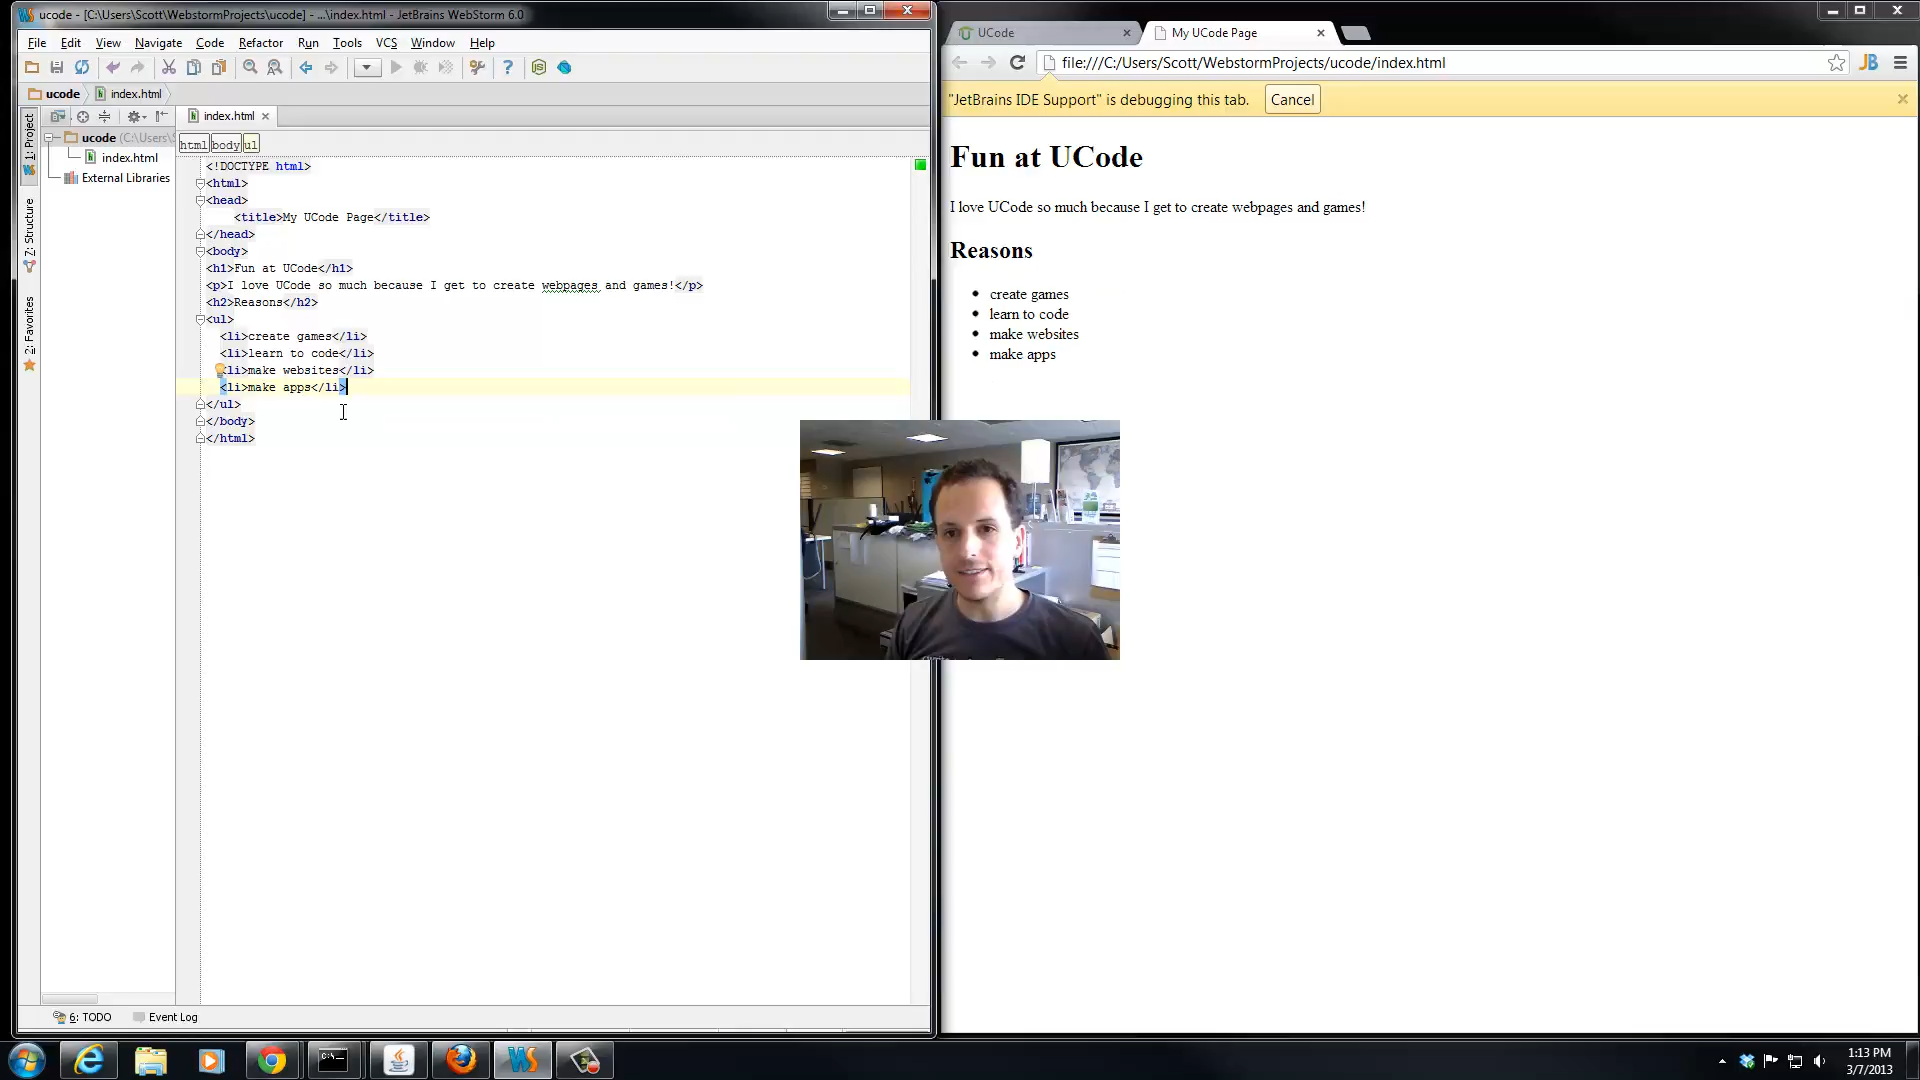 ucode - [C:\Users\Scott\WebstormProjects\ucode] - ...\index.html - JetBrains WebStorm 6.0
File Edit View Navigate Code Refactor Run Tools VCS Window Help
ucode index.html
1: Project
Z: Structure
2: Favorites
ucode (C:\Users\S
index.html
External Libraries
index.html
html body ul
<!DOCTYPE html>
<html>
<head>
<title>My UCode Page</title>
</head>
<body>
<h1>Fun at UCode</h1>
<p>I love UCode so much because I get to create webpages and games!</p>
<h2>Reasons</h2>
<ul>
<li>create games</li>
<li>learn to code</li>
<li>make websites</li>
<li>make apps</li>
</ul>
</body>
</html>
6: TODO Event Log
UCode
My UCode Page
file:///C:/Users/Scott/WebstormProjects/ucode/index.html
JB
"JetBrains IDE Support" is debugging this tab. Cancel
Fun at UCode
I love UCode so much because I get to create webpages and games!
Reasons
create games
learn to code
make websites
make apps
1:13 PM
3/7/2013